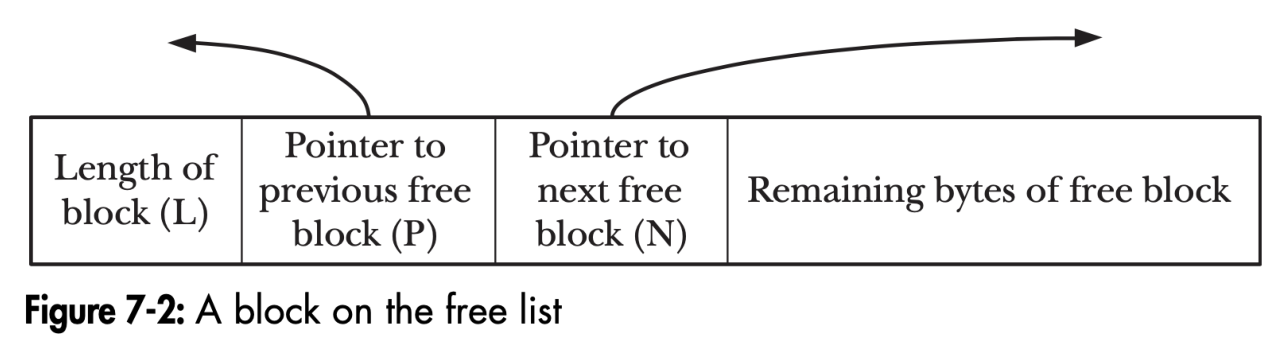 Length of
block (L)
Pointer to
previous free
block (P)
Pointer to
next free
block (N)
Remaining bytes of free block
Figure 7-2: A block on the free list